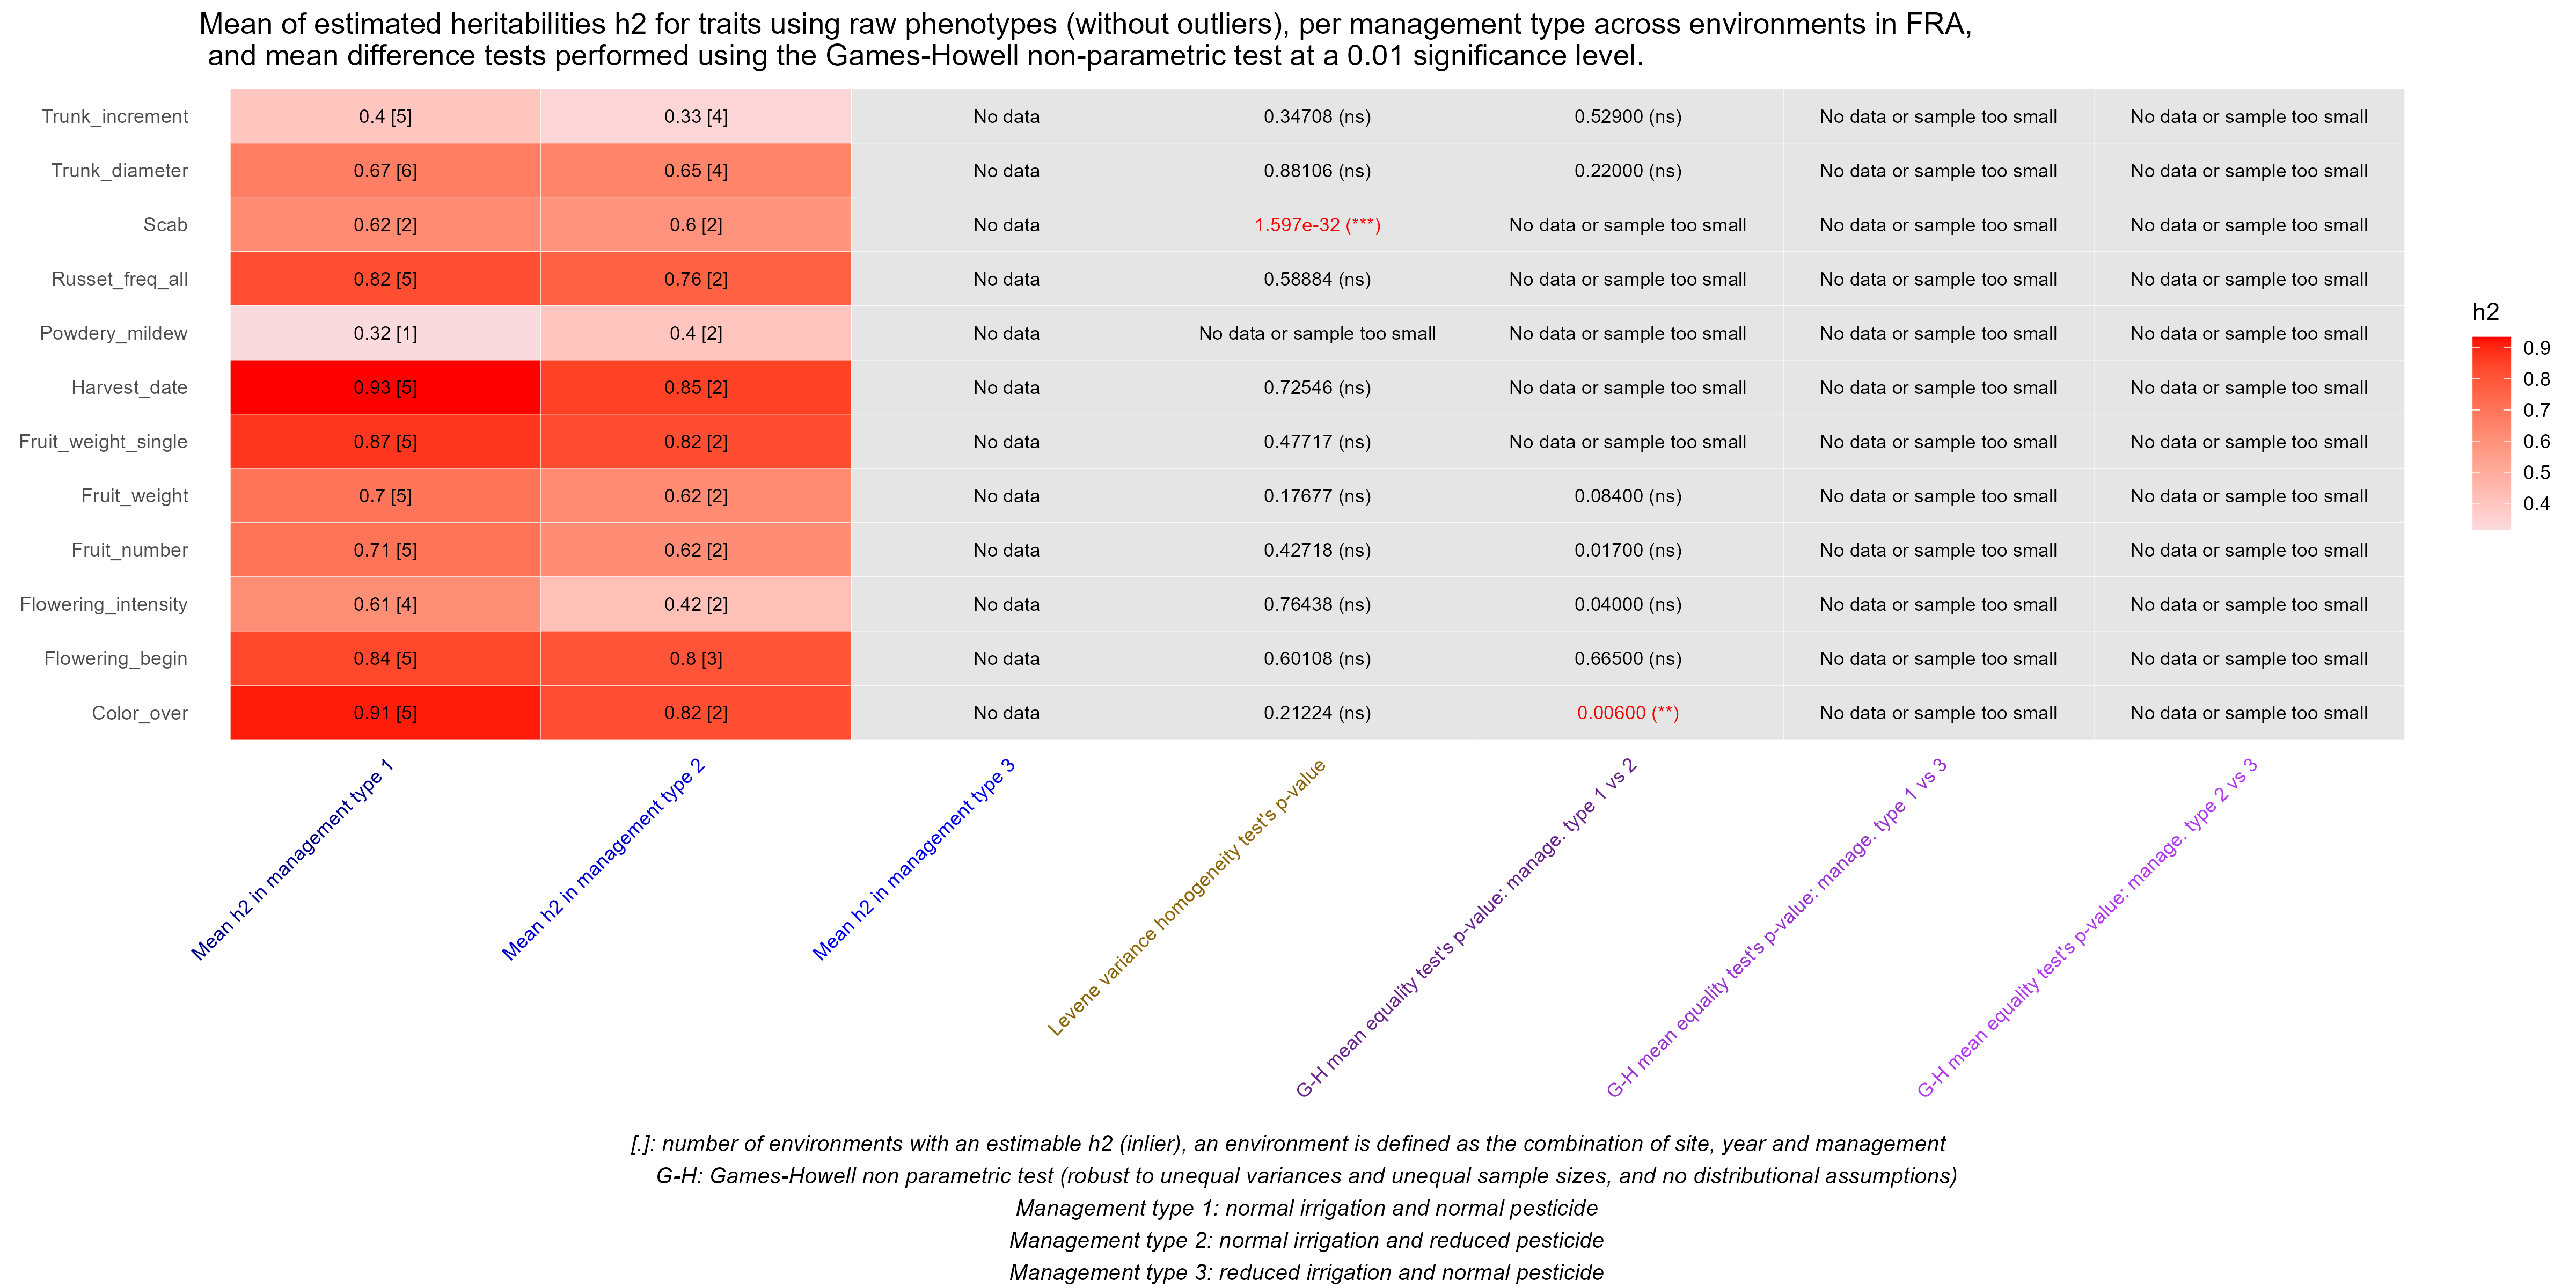 Mean of estimated heritabilities h2 for traits using raw phenotypes (without outliers), per management type across environments in FRA,
and mean difference tests performed using the Games-Howell non-parametric test at a 0.01 significance level.
Trunk_increment 0.4 [5] 0.33 [4] No data 0.34708 (ns) 0.52900 (ns) No data or sample too small No data or sample too small
Trunk_diameter 0.67 [6] 0.65 [4] No data 0.88106 (ns) 0.22000 (ns) No data or sample too small No data or sample too small
Scab 0.62 [2] 0.6 [2] No data 1.597e-32 (***) No data or sample too small No data or sample too small No data or sample too small
Russet_freq_all 0.82 [5] 0.76 [2] No data 0.58884 (ns) No data or sample too small No data or sample too small No data or sample too small
Powdery_mildew 0.32 [1] 0.4 [2] No data No data or sample too small No data or sample too small No data or sample too small No data or sample too small
Harvest_date 0.93 [5] 0.85 [2] No data 0.72546 (ns) No data or sample too small No data or sample too small No data or sample too small
Fruit_weight_single 0.87 [5] 0.82 [2] No data 0.47717 (ns) No data or sample too small No data or sample too small No data or sample too small
Fruit_weight 0.7 [5] 0.62 [2] No data 0.17677 (ns) 0.08400 (ns) No data or sample too small No data or sample too small
Fruit_number 0.71 [5] 0.62 [2] No data 0.42718 (ns) 0.01700 (ns) No data or sample too small No data or sample too small
Flowering_intensity 0.61 [4] 0.42 [2] No data 0.76438 (ns) 0.04000 (ns) No data or sample too small No data or sample too small
Flowering_begin 0.84 [5] 0.8 [3] No data 0.60108 (ns) 0.66500 (ns) No data or sample too small No data or sample too small
Color_over 0.91 [5] 0.82 [2] No data 0.21224 (ns) 0.00600 (**) No data or sample too small No data or sample too small
Mean h2 in management type 1
Mean h2 in management type 2
Mean h2 in management type 3
Levene variance homogeneity test's p-value
G-H mean equality test's p-value: manage. type 1 vs 2
G-H mean equality test's p-value: manage. type 1 vs 3
G-H mean equality test's p-value: manage. type 2 vs 3
h2
0.9
0.8
0.7
0.6
0.5
0.4
[.]: number of environments with an estimable h2 (inlier), an environment is defined as the combination of site, year and management
G-H: Games-Howell non parametric test (robust to unequal variances and unequal sample sizes, and no distributional assumptions)
Management type 1: normal irrigation and normal pesticide
Management type 2: normal irrigation and reduced pesticide
Management type 3: reduced irrigation and normal pesticide